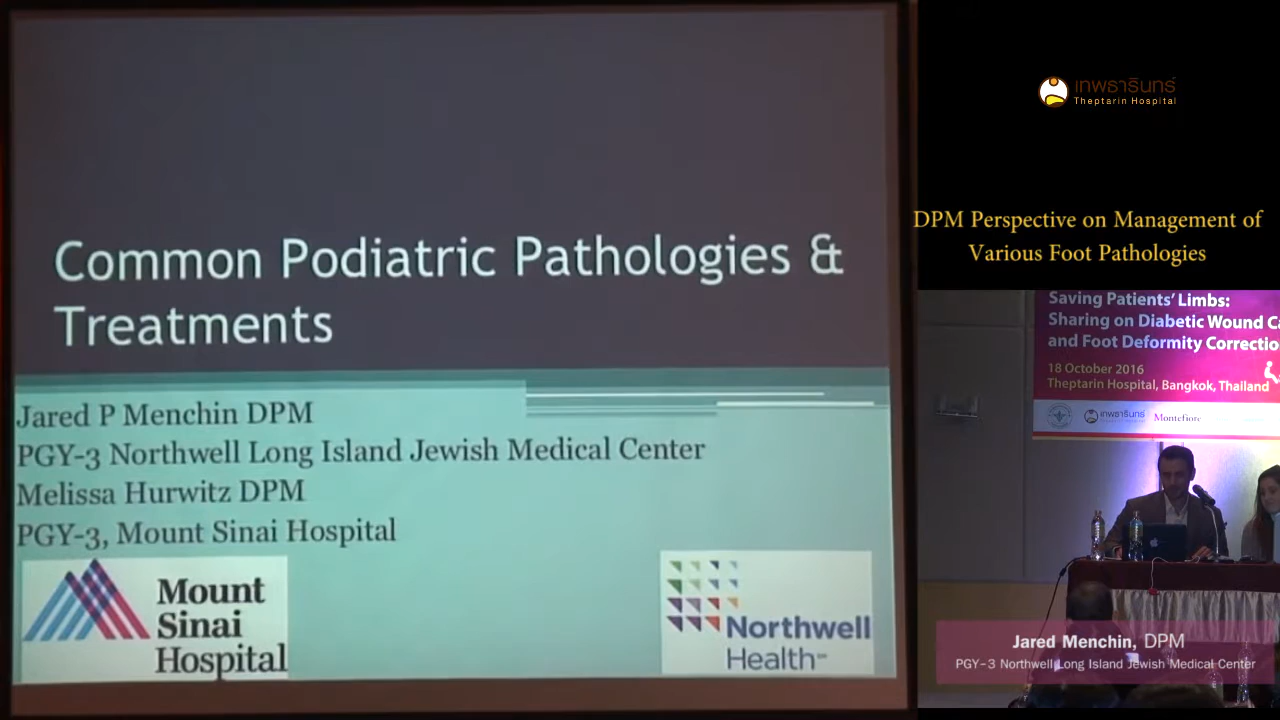 Common Podiatric Pathologies &
Treatments
Jared P Menchin DPM
PGY-3 Northwell Long Island Jewish Medical Center
Melissa Hurwitz DPM
PGY-3, Mount Sinai Hospital
Mount
Sinai
Hospital
Northwell
Health
เทพธารินทร์
Theptarin Hospital
DPM Perspective on Management of
Various Foot Pathologies
Saving Patients' Limbs:
Sharing on Diabetic Wound Ca
and Foot Deformity Correctio
18 October 2016
Theptarin Hospital, Bangkok, Thailand
เทพธารินทร์
Montefiore
Jared Menchin, DPM
PGY-3 Northwell Long Island Jewish Medical Center